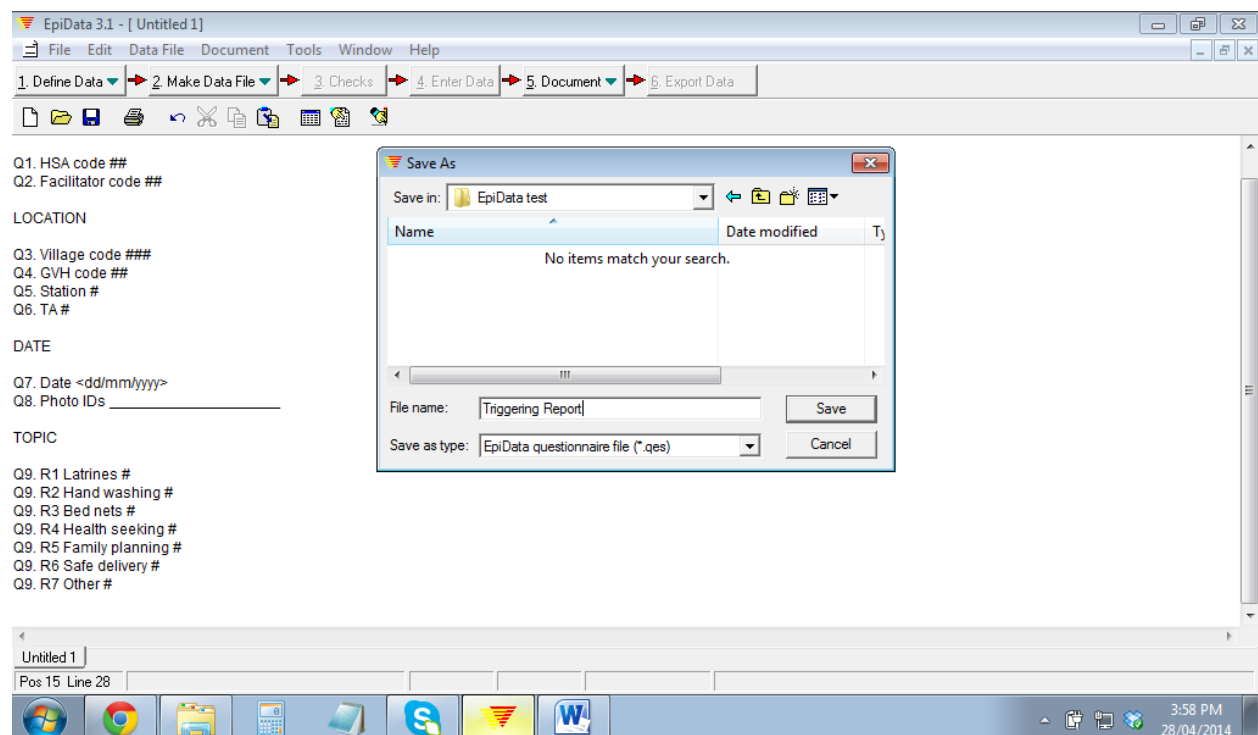 EpiData 3.1 - [ Untitled 1]
File Edit Data File Document Tools Window Help
1. Define Data 2. Make Data File 3. Checks 4. Enter Data 5. Document 6. Export Data
Q1. HSA code ##
Q2. Facilitator code ##
LOCATION
Q3. Village code ###
Q4. GVH code ##
Q5. Station #
Q6. TA #
DATE
Q7. Date <dd/mm/yyyy>
Q8. Photo IDs ______________________
TOPIC
Q9. R1 Latrines #
Q9. R2 Hand washing #
Q9. R3 Bed nets #
Q9. R4 Health seeking #
Q9. R5 Family planning #
Q9. R6 Safe delivery #
Q9. R7 Other #
Save As
Save in: EpiData test
Name Date modified Ty
No items match your search.
File name: Triggering Report
Save
Save as type: EpiData questionnaire file (*.qes)
Cancel
Untitled 1
Pos 15 Line 28
3:58 PM
28/04/2014